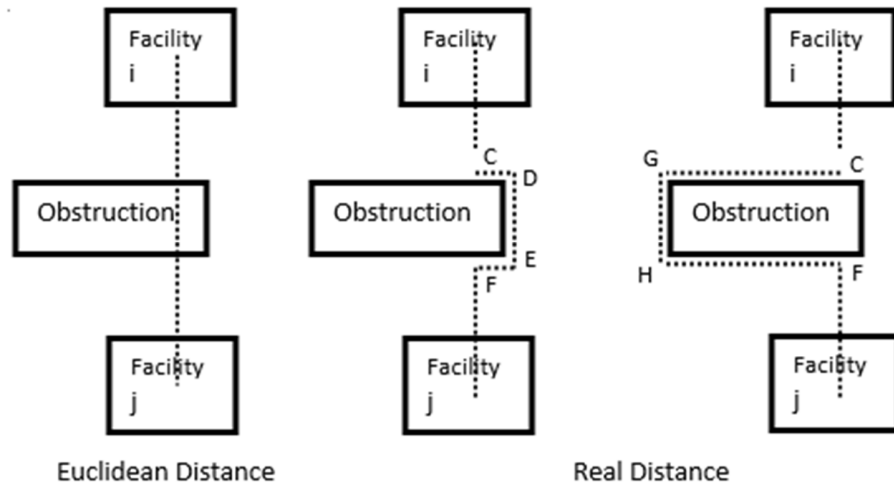 Facility
i
Obstruction
Facility
j
Euclidean Distance
Facility
i
C
D
Obstruction
E
F
Facility
j
Facility
i
G
C
Obstruction
H
F
Facility
j
Real Distance